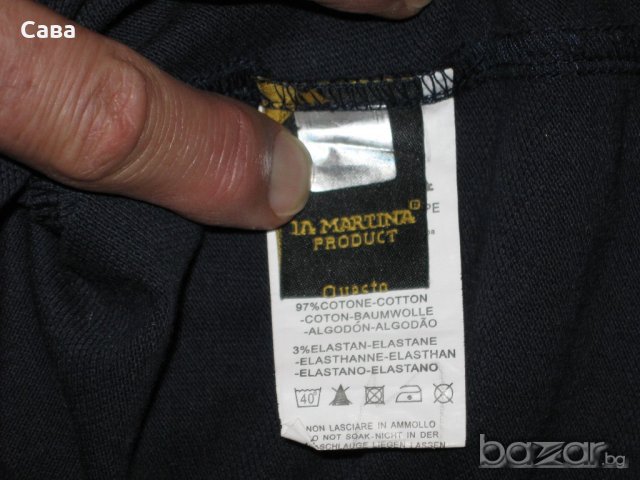 Сава
LA MARTINA
PE
PRODUCT
Questo
97%COTONE-COTTON
-COTON-BAUMWOLLE
-ALGODÓN-ALGODÃO
3%ELASTAN-ELASTANE
-ELASTHANNE-ELASTHAN
-ELASTANO-ELASTANO
40°
NON LASCIARE IN AMMOLLO
DO NOT SOAK-NICHT IN DER
bazar.bg